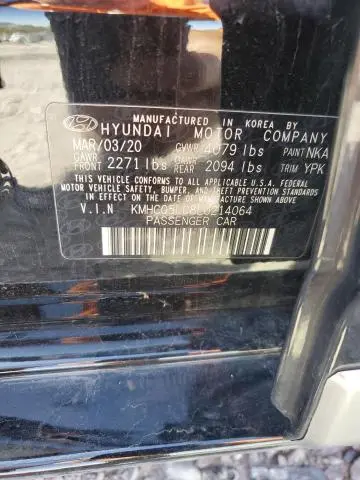 MANUFACTURED IN KOREA BY
HYUNDAI MOTOR COMPANY
MAR/03/20 GVWR 4079 lbs PAINT NKA
GAWR FRONT 2271 lbs GAWR REAR 2094 lbs TRIM YPK
THIS VEHICLE CONFORMS TO ALL APPLICABLE U.S.A. FEDERAL
MOTOR VEHICLE SAFETY, BUMPER, AND THEFT PREVENTION
STANDARDS IN EFFECT ON THE DATE OF MANUFACTURE SHOWN ABOVE.
V.I.N KMHC05LC8LU214064
PASSENGER CAR